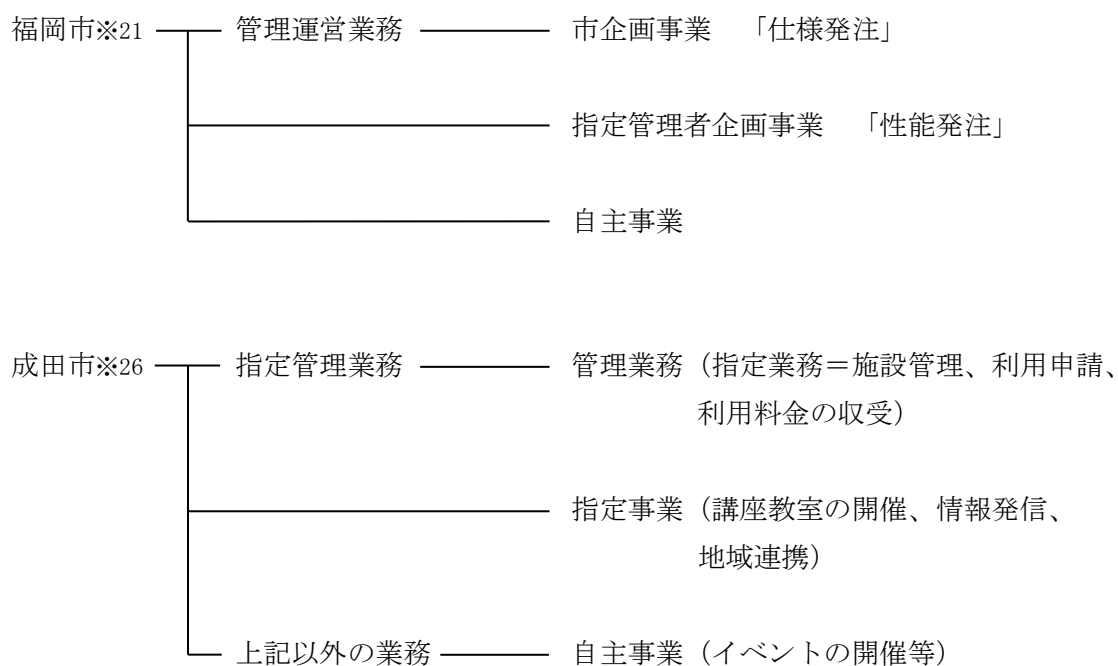 福岡市※21 管理運営業務 市企画事業 「仕様発注」
指定管理者企画事業 「性能発注」
自主事業
成田市※26 指定管理業務 管理業務（指定業務＝施設管理、利用申請、
利用料金の収受）
指定事業（講座教室の開催、情報発信、
地域連携）
上記以外の業務 自主事業（イベントの開催等）